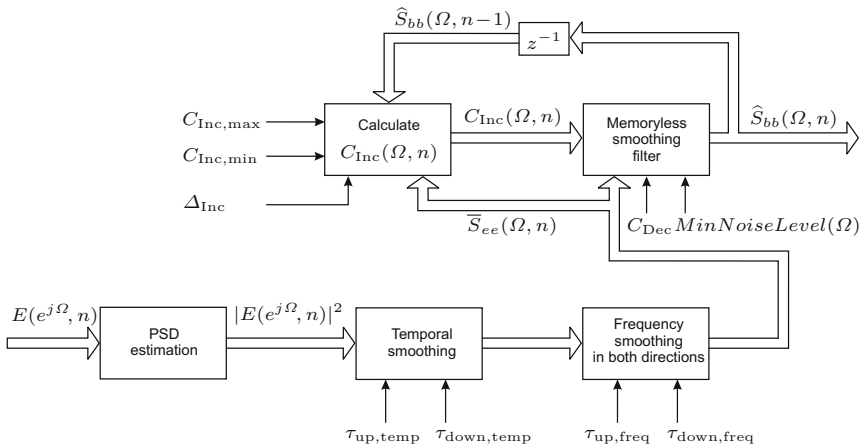 Ŝ_bb(Ω, n−1)
z^−1
C_Inc,max
Calculate
C_Inc(Ω, n)
C_Inc(Ω, n)
Memoryless
smoothing
filter
Ŝ_bb(Ω, n)
C_Inc,min
Δ_Inc
S̅_ee(Ω, n)
C_Dec MinNoiseLevel(Ω)
E(e^jΩ, n)
PSD
estimation
|E(e^jΩ, n)|^2
Temporal
smoothing
Frequency
smoothing
in both directions
τ_up,temp
τ_down,temp
τ_up,freq
τ_down,freq